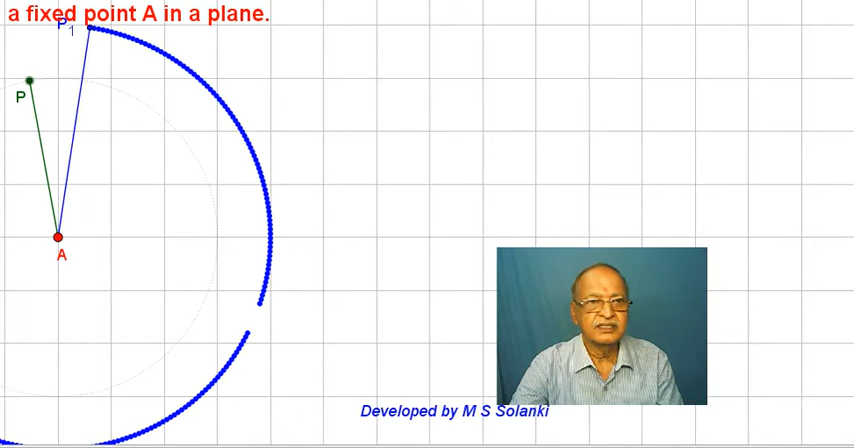 a fixed point A in a plane.
P1
P
A
Developed by M S Solanki